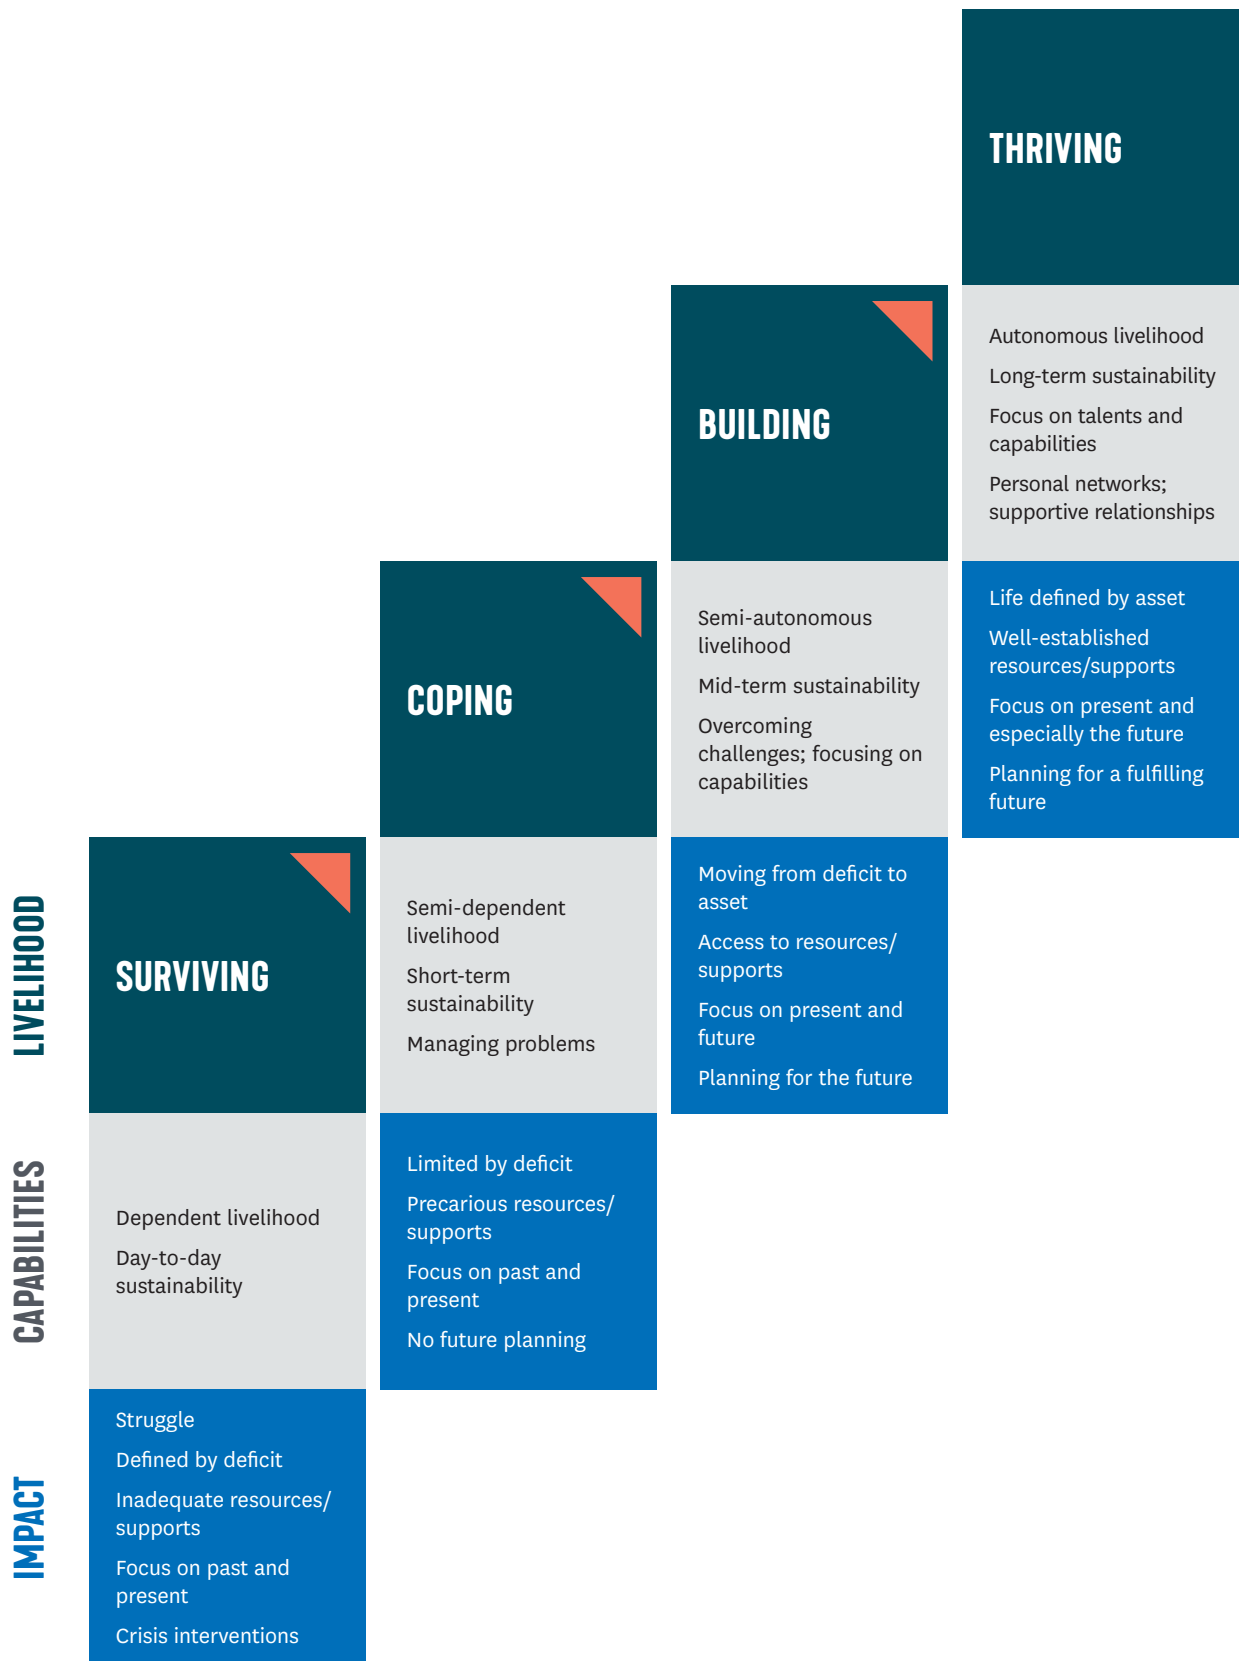 THRIVING
Autonomous livelihood
Long-term sustainability
Focus on talents and
capabilities
Personal networks;
supportive relationships
Life defined by asset
Well-established
resources/supports
Focus on present and
especially the future
Planning for a fulfilling
future
BUILDING
Semi-autonomous
livelihood
Mid-term sustainability
Overcoming
challenges; focusing on
capabilities
Moving from deficit to
asset
Access to resources/
supports
Focus on present and
future
Planning for the future
COPING
Semi-dependent
livelihood
Short-term
sustainability
Managing problems
Limited by deficit
Precarious resources/
supports
Focus on past and
present
No future planning
LIVELIHOOD
SURVIVING
CAPABILITIES
Dependent livelihood
Day-to-day
sustainability
IMPACT
Struggle
Defined by deficit
Inadequate resources/
supports
Focus on past and
present
Crisis interventions